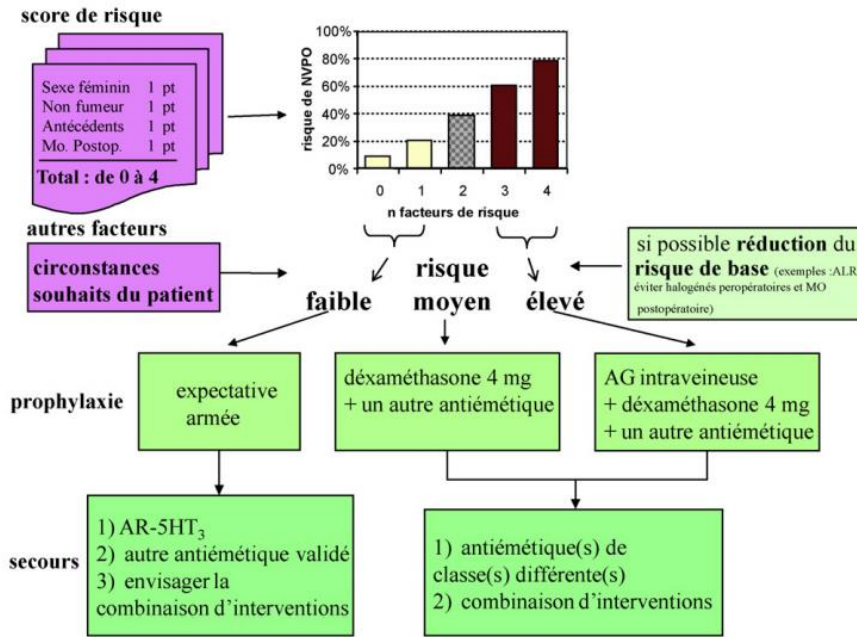 score de risque
Sexe féminin 1 pt
Non fumeur 1 pt
Antécédents 1 pt
Mo. Postop. 1 pt
Total : de 0 à 4
risque de NVPO
100%
80%
60%
40%
20%
0%
0 1 2 3 4
n facteurs de risque
autres facteurs
circonstances
souhaits du patient
si possible réduction du
risque de base (exemples :ALR
éviter halogénés peropératoires et MO
postopératoire)
risque
faible moyen élevé
prophylaxie
expectative
armée
déxaméthasone 4 mg
+ un autre antiémétique
AG intraveineuse
+ déxaméthasone 4 mg
+ un autre antiémétique
secours
1) AR-5HT₃
2) autre antiémétique validé
3) envisager la
combinaison d’interventions
1) antiémétique(s) de
classe(s) différente(s)
2) combinaison d’interventions